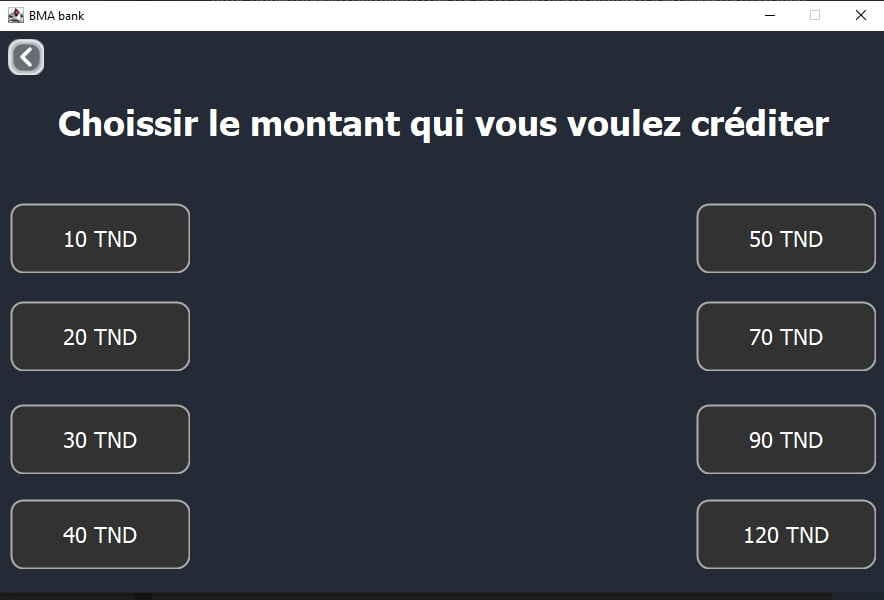 BMA bank
Choissir le montant qui vous voulez créditer
10 TND
50 TND
20 TND
70 TND
30 TND
90 TND
40 TND
120 TND